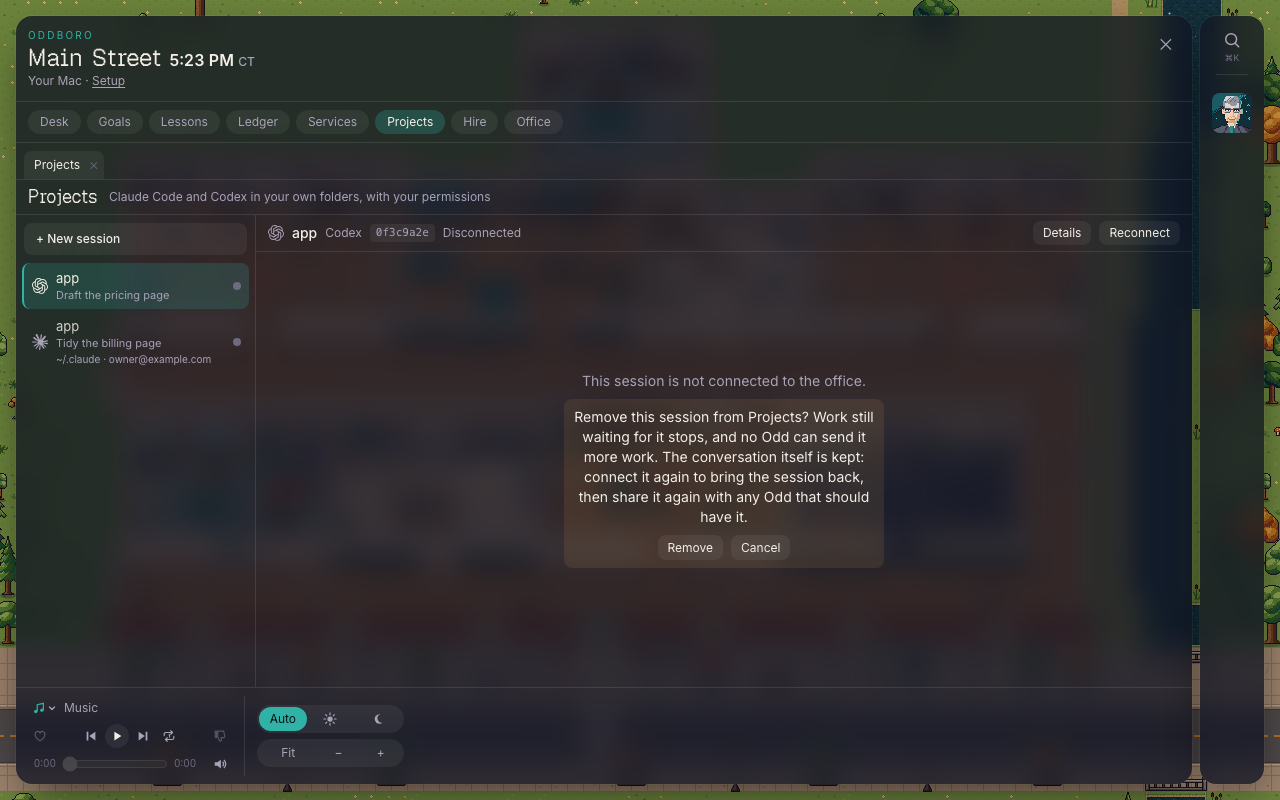 ODDBORO
Main Street 5:23 PM CT
Your Mac · Setup
⌘K
Desk Goals Lessons Ledger Services Projects Hire Office
Projects
Projects Claude Code and Codex in your own folders, with your permissions
+ New session
app Codex 0f3c9a2e Disconnected Details Reconnect
app
Draft the pricing page
app
Tidy the billing page
~/.claude · owner@example.com
This session is not connected to the office.
Remove this session from Projects? Work still
waiting for it stops, and no Odd can send it
more work. The conversation itself is kept:
connect it again to bring the session back,
then share it again with any Odd that should
have it.
Remove Cancel
Music
Auto
Fit − +
0:00 0:00